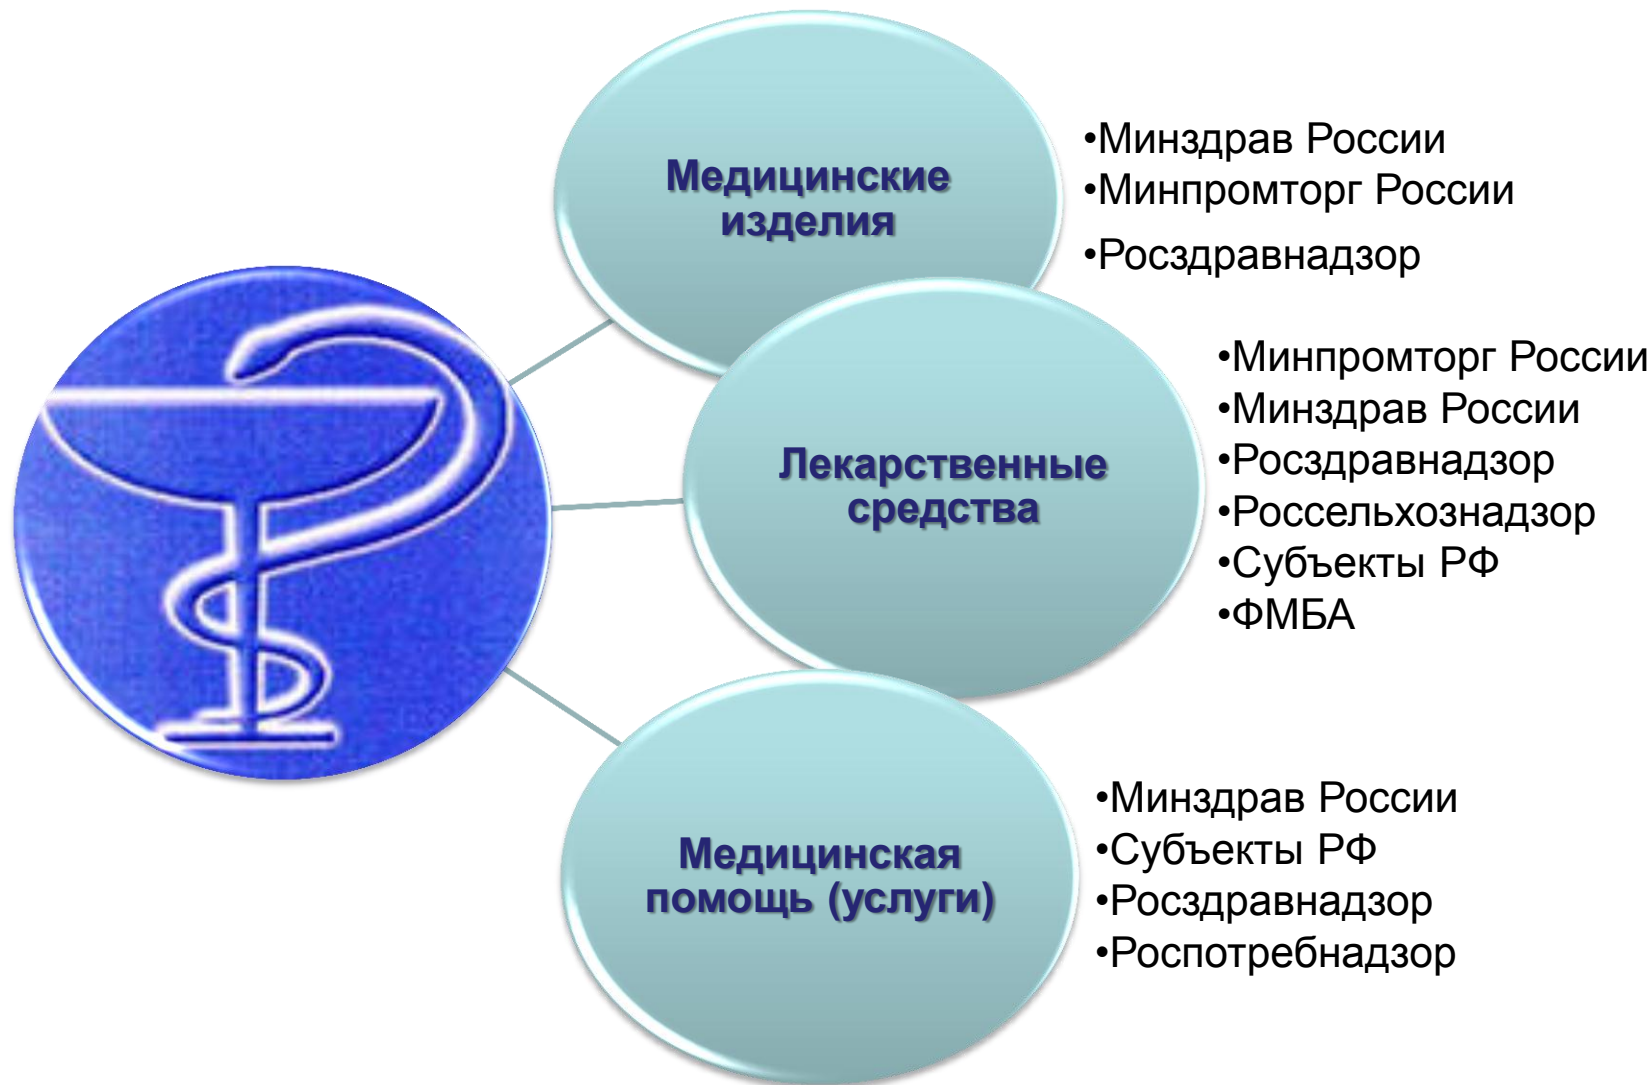 Медицинские
изделия
•Минздрав России
•Минпромторг России
•Росздравнадзор
Лекарственные
средства
•Минпромторг России
•Минздрав России
•Росздравнадзор
•Россельхознадзор
•Субъекты РФ
•ФМБА
Медицинская
помощь (услуги)
•Минздрав России
•Субъекты РФ
•Росздравнадзор
•Роспотребнадзор